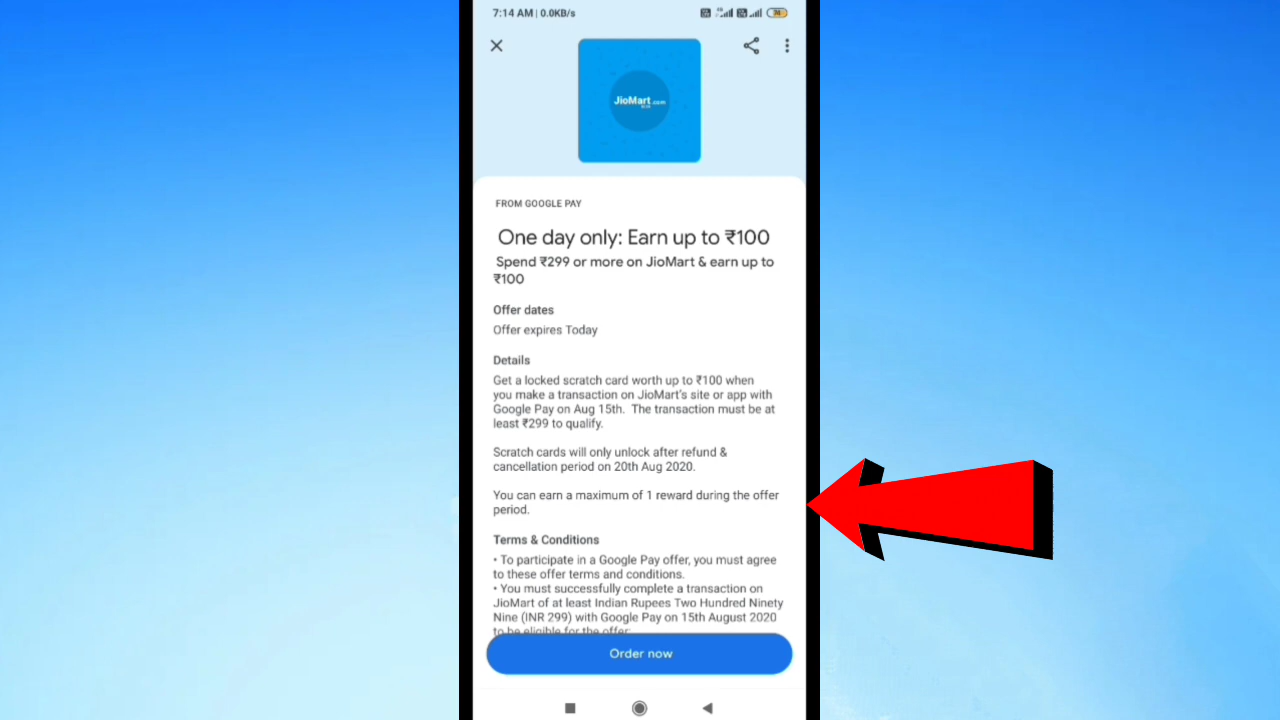 7:14 AM | 0.0KB/s
74
JioMart.com
FROM GOOGLE PAY
One day only: Earn up to ₹100
Spend ₹299 or more on JioMart & earn up to
₹100
Offer dates
Offer expires Today
Details
Get a locked scratch card worth up to ₹100 when
you make a transaction on JioMart's site or app with
Google Pay on Aug 15th. The transaction must be at
least ₹299 to qualify.
Scratch cards will only unlock after refund &
cancellation period on 20th Aug 2020.
You can earn a maximum of 1 reward during the offer
period.
Terms & Conditions
• To participate in a Google Pay offer, you must agree
to these offer terms and conditions.
• You must successfully complete a transaction on
JioMart of at least Indian Rupees Two Hundred Ninety
Nine (INR 299) with Google Pay on 15th August 2020
to be eligible for the offer;
Order now